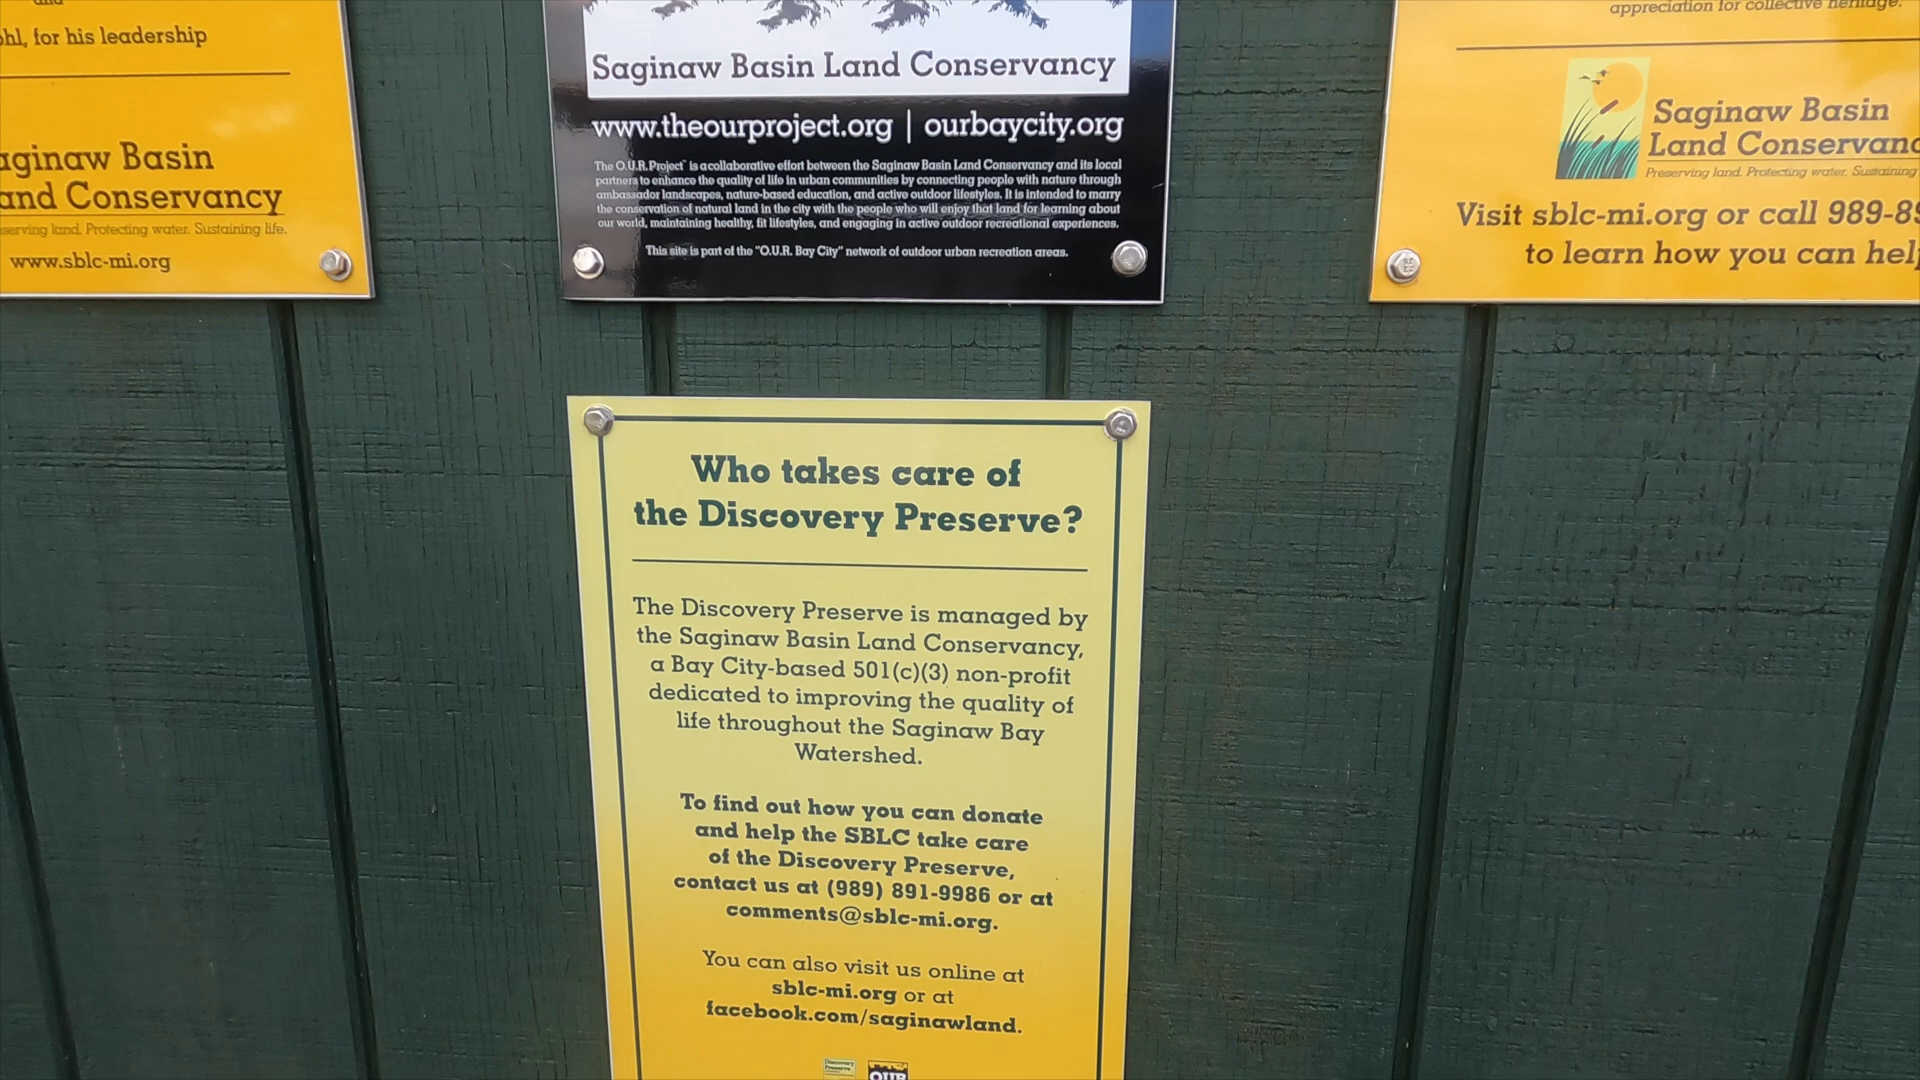 and
ohl, for his leadership
aginaw Basin
and Conservancy
serving land. Protecting water. Sustaining life.
www.sblc-mi.org
Saginaw Basin Land Conservancy
www.theourproject.org | ourbaycity.org
The O.U.R.Project™ is a collaborative effort between the Saginaw Basin Land Conservancy and its local
partners to enhance the quality of life in urban communities by connecting people with nature through
ambassador landscapes, nature-based education, and active outdoor lifestyles. It is intended to marry
the conservation of natural land in the city with the people who will enjoy that land for learning about
our world, maintaining healthy, fit lifestyles, and engaging in active outdoor recreational experiences.
This site is part of the "O.U.R. Bay City" network of outdoor urban recreation areas.
appreciation for collective heritage.
Saginaw Basin
Land Conservanc
Preserving land. Protecting water. Sustaining
Visit sblc-mi.org or call 989-89
to learn how you can help
Who takes care of
the Discovery Preserve?
The Discovery Preserve is managed by
the Saginaw Basin Land Conservancy,
a Bay City-based 501(c)(3) non-profit
dedicated to improving the quality of
life throughout the Saginaw Bay
Watershed.
To find out how you can donate
and help the SBLC take care
of the Discovery Preserve,
contact us at (989) 891-9986 or at
comments@sblc-mi.org.
You can also visit us online at
sblc-mi.org or at
facebook.com/saginawland.
Discovery
Preserve
OUR